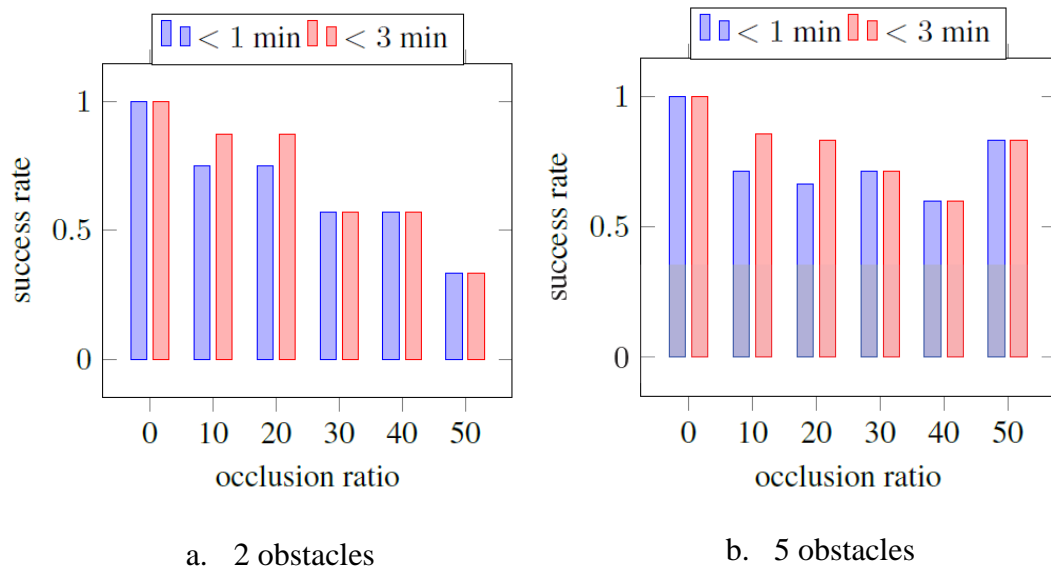 < 1 min < 3 min
success rate
1
0.5
0
0 10 20 30 40 50
occlusion ratio
a. 2 obstacles
< 1 min < 3 min
success rate
1
0.5
0
0 10 20 30 40 50
occlusion ratio
b. 5 obstacles